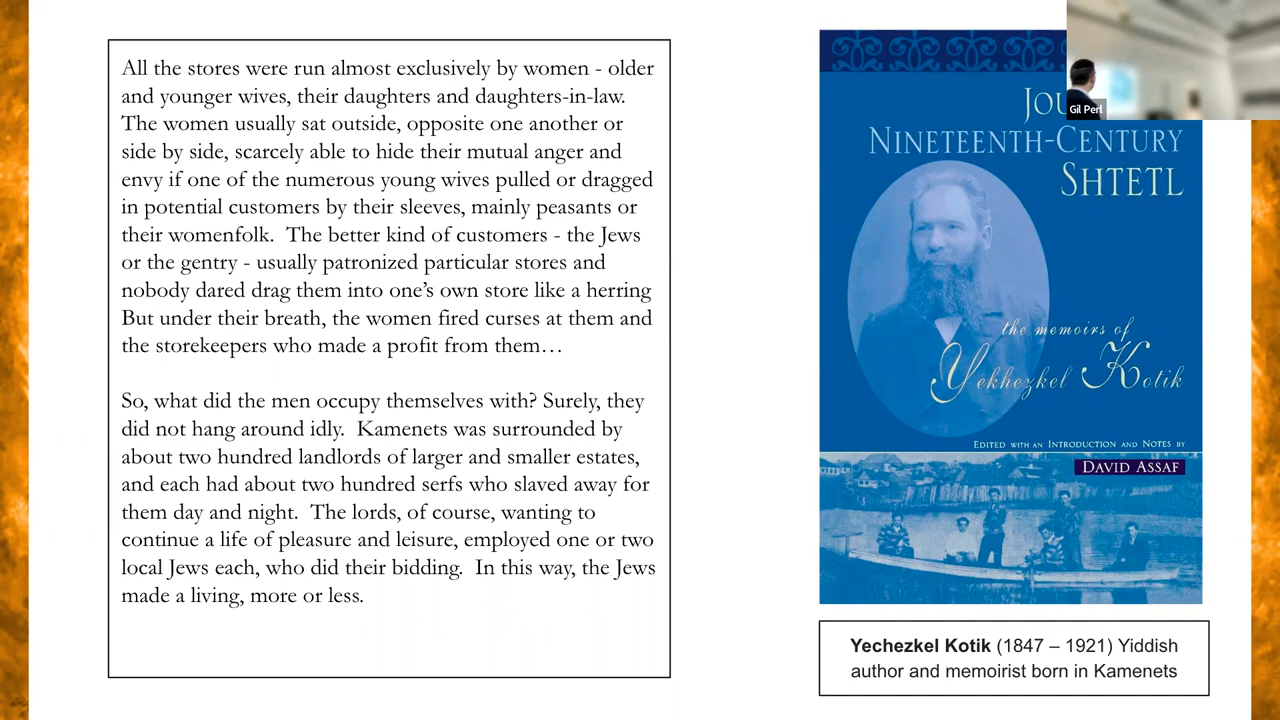 All the stores were run almost exclusively by women - older
and younger wives, their daughters and daughters-in-law.
The women usually sat outside, opposite one another or
side by side, scarcely able to hide their mutual anger and
envy if one of the numerous young wives pulled or dragged
in potential customers by their sleeves, mainly peasants or
their womenfolk.  The better kind of customers - the Jews
or the gentry - usually patronized particular stores and
nobody dared drag them into one’s own store like a herring
But under their breath, the women fired curses at them and
the storekeepers who made a profit from them…
So, what did the men occupy themselves with? Surely, they
did not hang around idly.  Kamenets was surrounded by
about two hundred landlords of larger and smaller estates,
and each had about two hundred serfs who slaved away for
them day and night.  The lords, of course, wanting to
continue a life of pleasure and leisure, employed one or two
local Jews each, who did their bidding.  In this way, the Jews
made a living, more or less.
Gil Perl
NINETEENTH-CENTURY
SHTETL
the memoirs of
Yekhezkel Kotik
EDITED WITH AN INTRODUCTION AND NOTES BY
DAVID ASSAF
Yechezkel Kotik (1847 – 1921) Yiddish
author and memoirist born in Kamenets